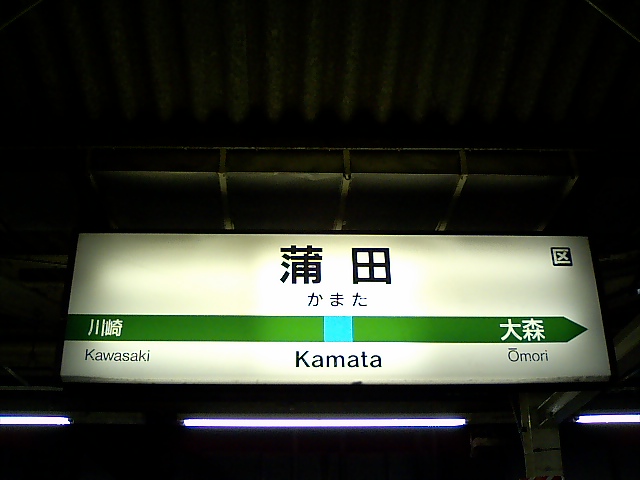 蒲田
区
かまた
川崎 大森
Kawasaki Kamata Ōmori